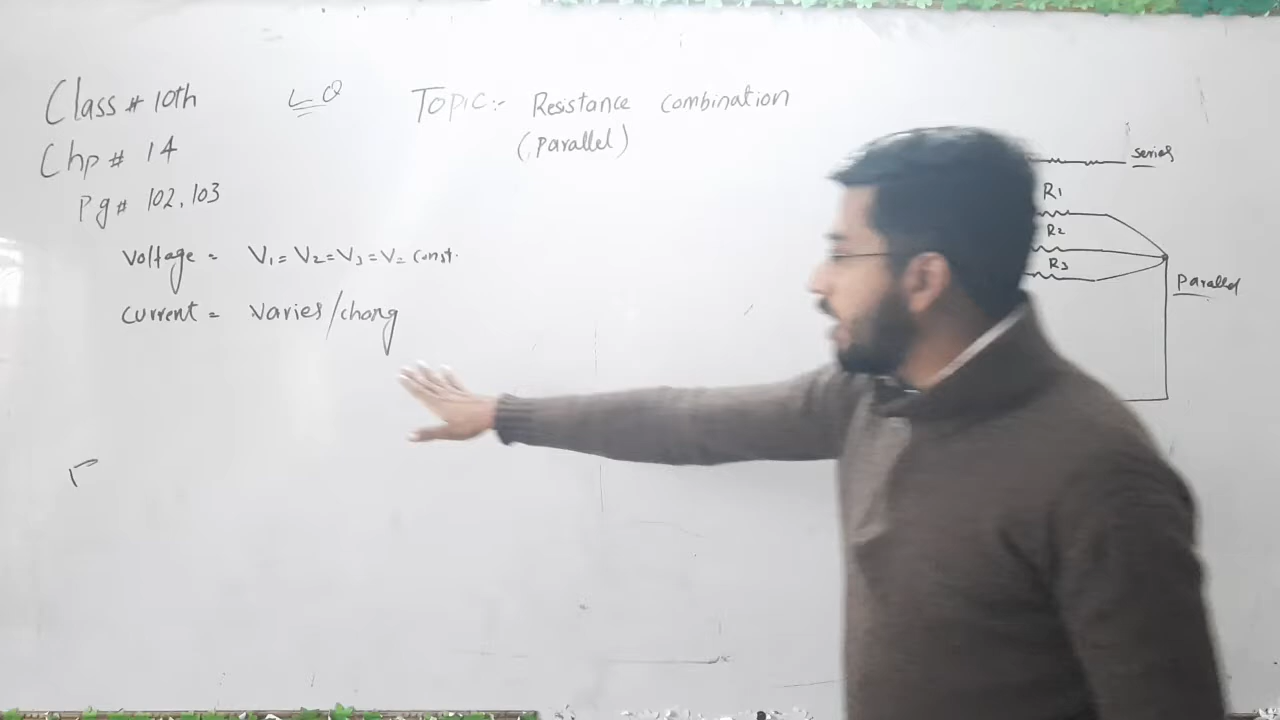 Class # 10th
LQ
TOPIC:- Resistance combination
(parallel)
Chp # 14
Pg# 102,103
voltage = V1 = V2 = V3 = V = const.
current = varies/chang
series
R1
R2
R3
parallel